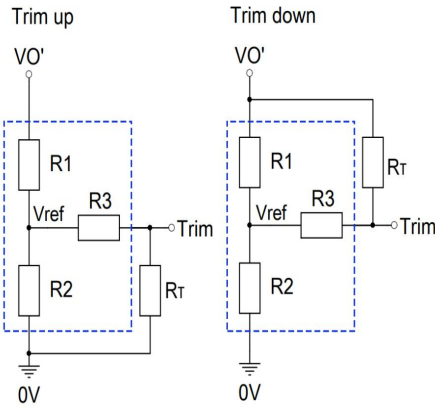 Trim up
VO'
R1
Vref
R3
Trim
R2
RT
0V
Trim down
VO'
R1
RT
Vref
R3
Trim
R2
0V